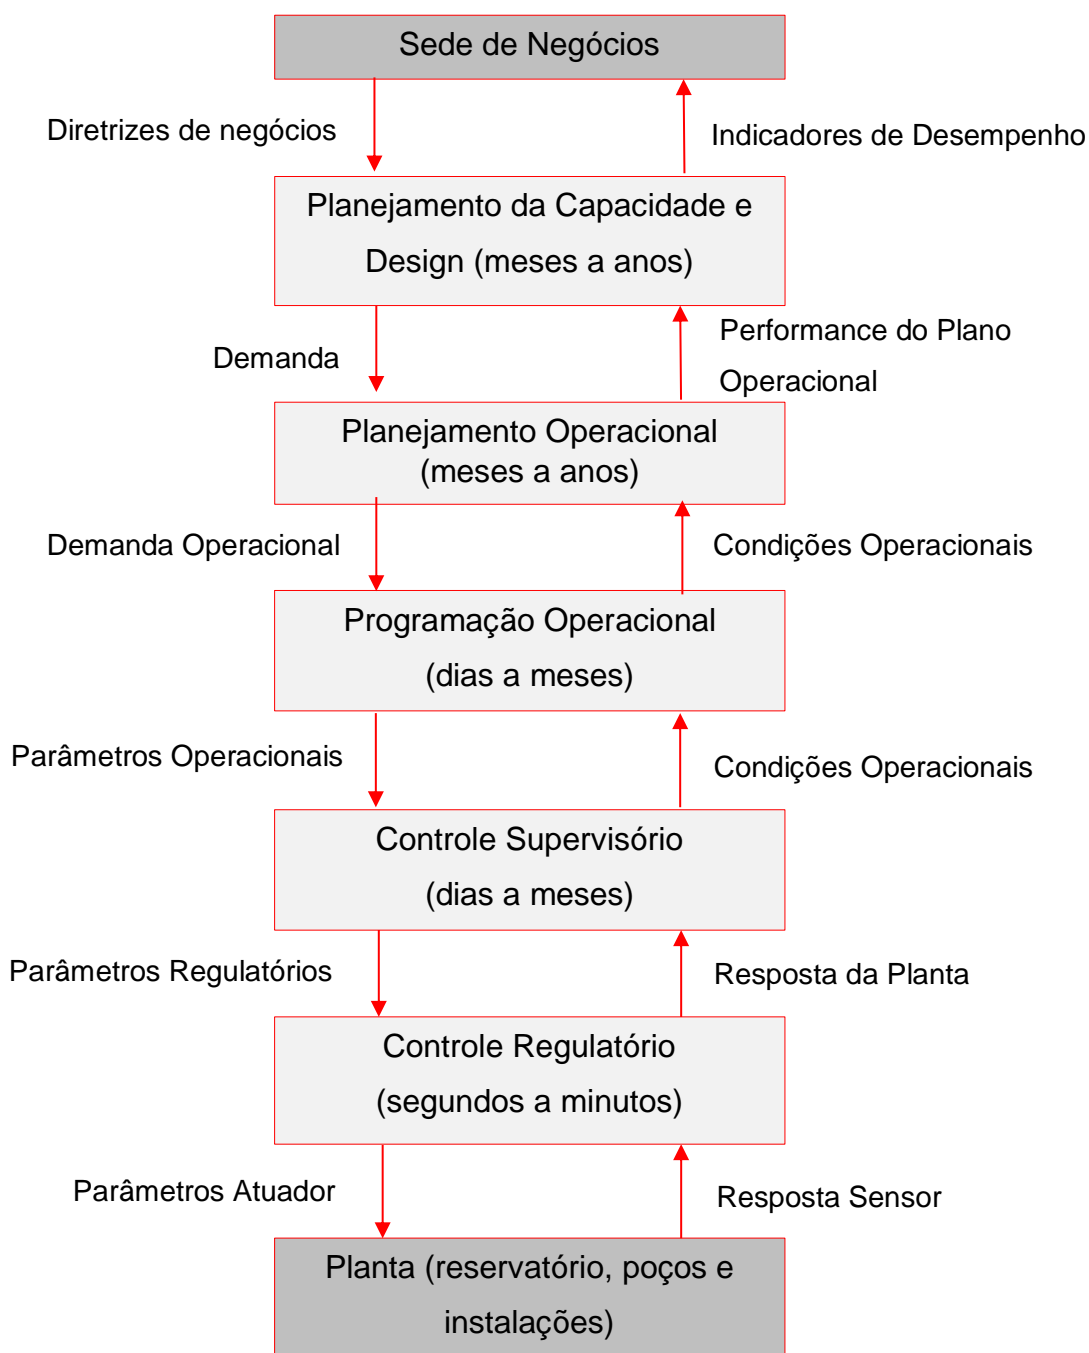 Sede de Negócios
Diretrizes de negócios
Indicadores de Desempenho
Planejamento da Capacidade e
Design (meses a anos)
Demanda
Performance do Plano
Operacional
Planejamento Operacional
(meses a anos)
Demanda Operacional
Condições Operacionais
Programação Operacional
(dias a meses)
Parâmetros Operacionais
Condições Operacionais
Controle Supervisório
(dias a meses)
Parâmetros Regulatórios
Resposta da Planta
Controle Regulatório
(segundos a minutos)
Parâmetros Atuador
Resposta Sensor
Planta (reservatório, poços e
instalações)